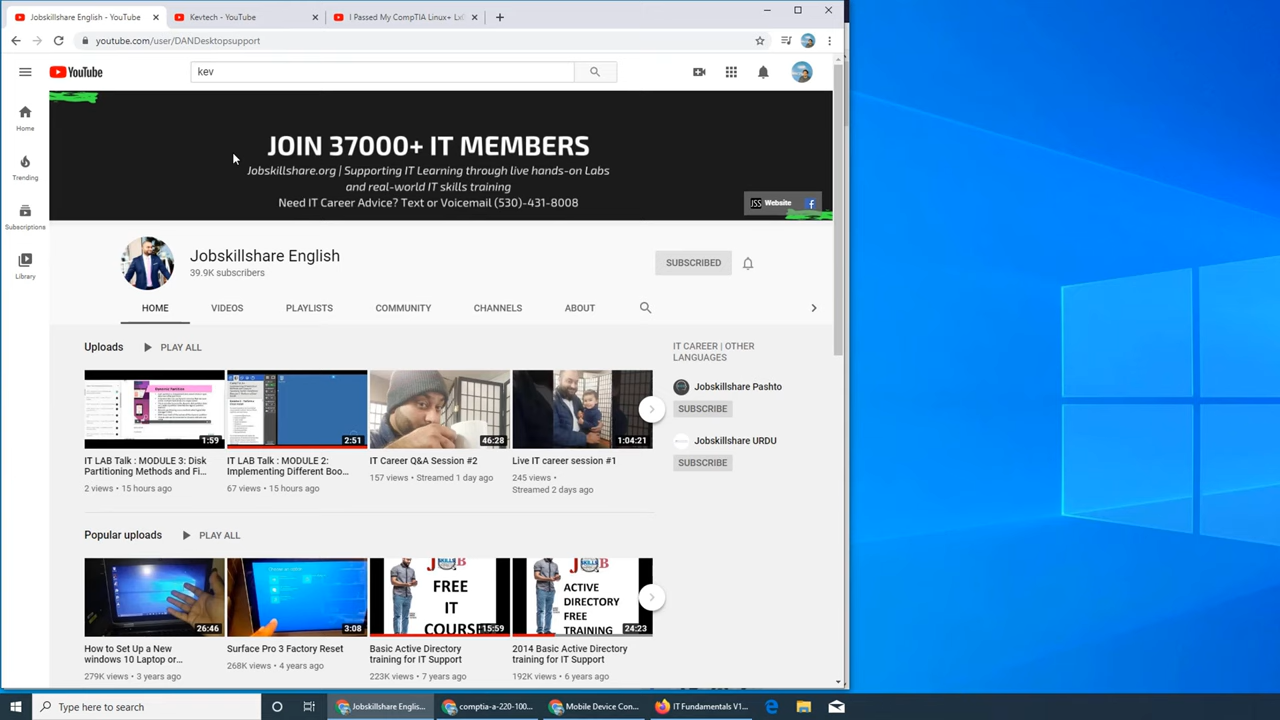 Jobskillshare English - YouTube
Kevtech - YouTube
I Passed My CompTIA Linux+ Lx
youtube.com/user/DANDesktopsupport
YouTube
kev
Home
Trending
Subscriptions
Library
JOIN 37000+ IT MEMBERS
Jobskillshare.org | Supporting IT Learning through live hands-on Labs
and real-world IT skills training
Need IT Career Advice? Text or Voicemail (530)-431-8008
JSS Website
Jobskillshare English
39.9K subscribers
SUBSCRIBED
HOME
VIDEOS
PLAYLISTS
COMMUNITY
CHANNELS
ABOUT
Uploads
PLAY ALL
1:59
2:51
46:28
1:04:21
IT LAB Talk : MODULE 3: Disk
Partitioning Methods and Fi...
2 views • 15 hours ago
IT LAB Talk : MODULE 2:
Implementing Different Boo...
67 views • 15 hours ago
IT Career Q&A Session #2
157 views • Streamed 1 day ago
Live IT career session #1
245 views •
Streamed 2 days ago
IT CAREER | OTHER
LANGUAGES
Jobskillshare Pashto
SUBSCRIBE
Jobskillshare URDU
SUBSCRIBE
Popular uploads
PLAY ALL
26:46
3:08
FREE
IT
COURS
15:59
ACTIVE
DIRECTORY
FREE
TRAINING
24:23
How to Set Up a New
windows 10 Laptop or...
279K views • 3 years ago
Surface Pro 3 Factory Reset
268K views • 4 years ago
Basic Active Directory
training for IT Support
223K views • 7 years ago
2014 Basic Active Directory
training for IT Support
192K views • 6 years ago
Type here to search
Jobskillshare Englis...
comptia-a-220-100...
Mobile Device Con...
IT Fundamentals V1...